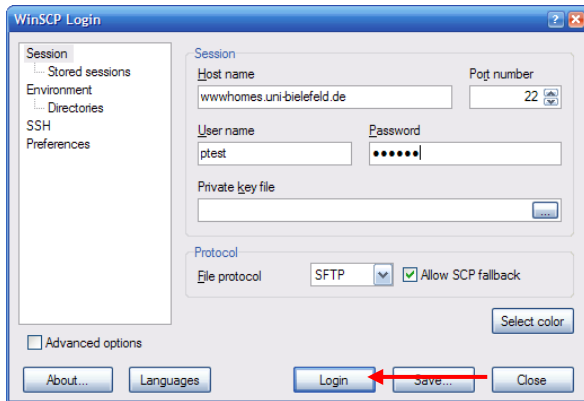 WinSCP Login
Session
Stored sessions
Environment
Directories
SSH
Preferences
Session
Host name
Port number
wwwhomes.uni-bielefeld.de
22
User name
Password
ptest
●●●●●●
Private key file
...
Protocol
File protocol
SFTP
Allow SCP fallback
Select color
Advanced options
About...
Languages
Login
Save...
Close